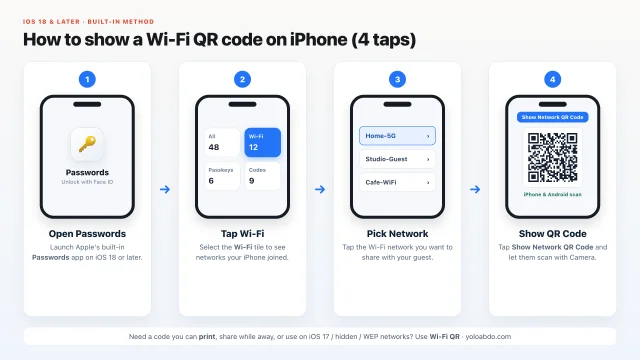 IOS 18 & LATER · BUILT-IN METHOD
How to show a Wi-Fi QR code on iPhone (4 taps)
1
Passwords
Unlock with Face ID
Open Passwords
Launch Apple's built-in
Passwords app on iOS 18 or later.
2
All
48
Wi-Fi
12
Passkeys
6
Codes
9
Tap Wi-Fi
Select the Wi-Fi tile to see
networks your iPhone joined.
3
Home-5G ›
Studio-Guest ›
Cafe-WiFi ›
Pick Network
Tap the Wi-Fi network you want to
share with your guest.
4
Show Network QR Code
iPhone & Android scan
Show QR Code
Tap Show Network QR Code and
let them scan with Camera.
Need a code you can print, share while away, or use on iOS 17 / hidden / WEP networks? Use Wi-Fi QR · yoloabdo.com